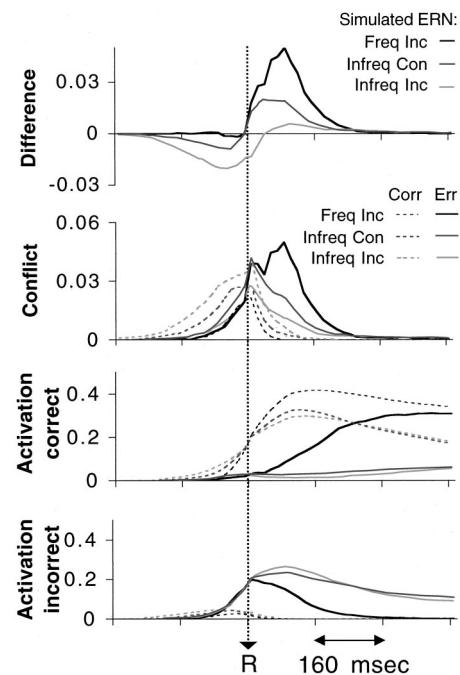 Simulated ERN:
Freq Inc
Infreq Con
Infreq Inc
Difference
0.03
0
-0.03
Corr Err
Freq Inc
Infreq Con
Infreq Inc
Conflict
0.06
0.03
0
Activation
correct
0.4
0.2
0
Activation
incorrect
0.4
0.2
0
R
160 msec